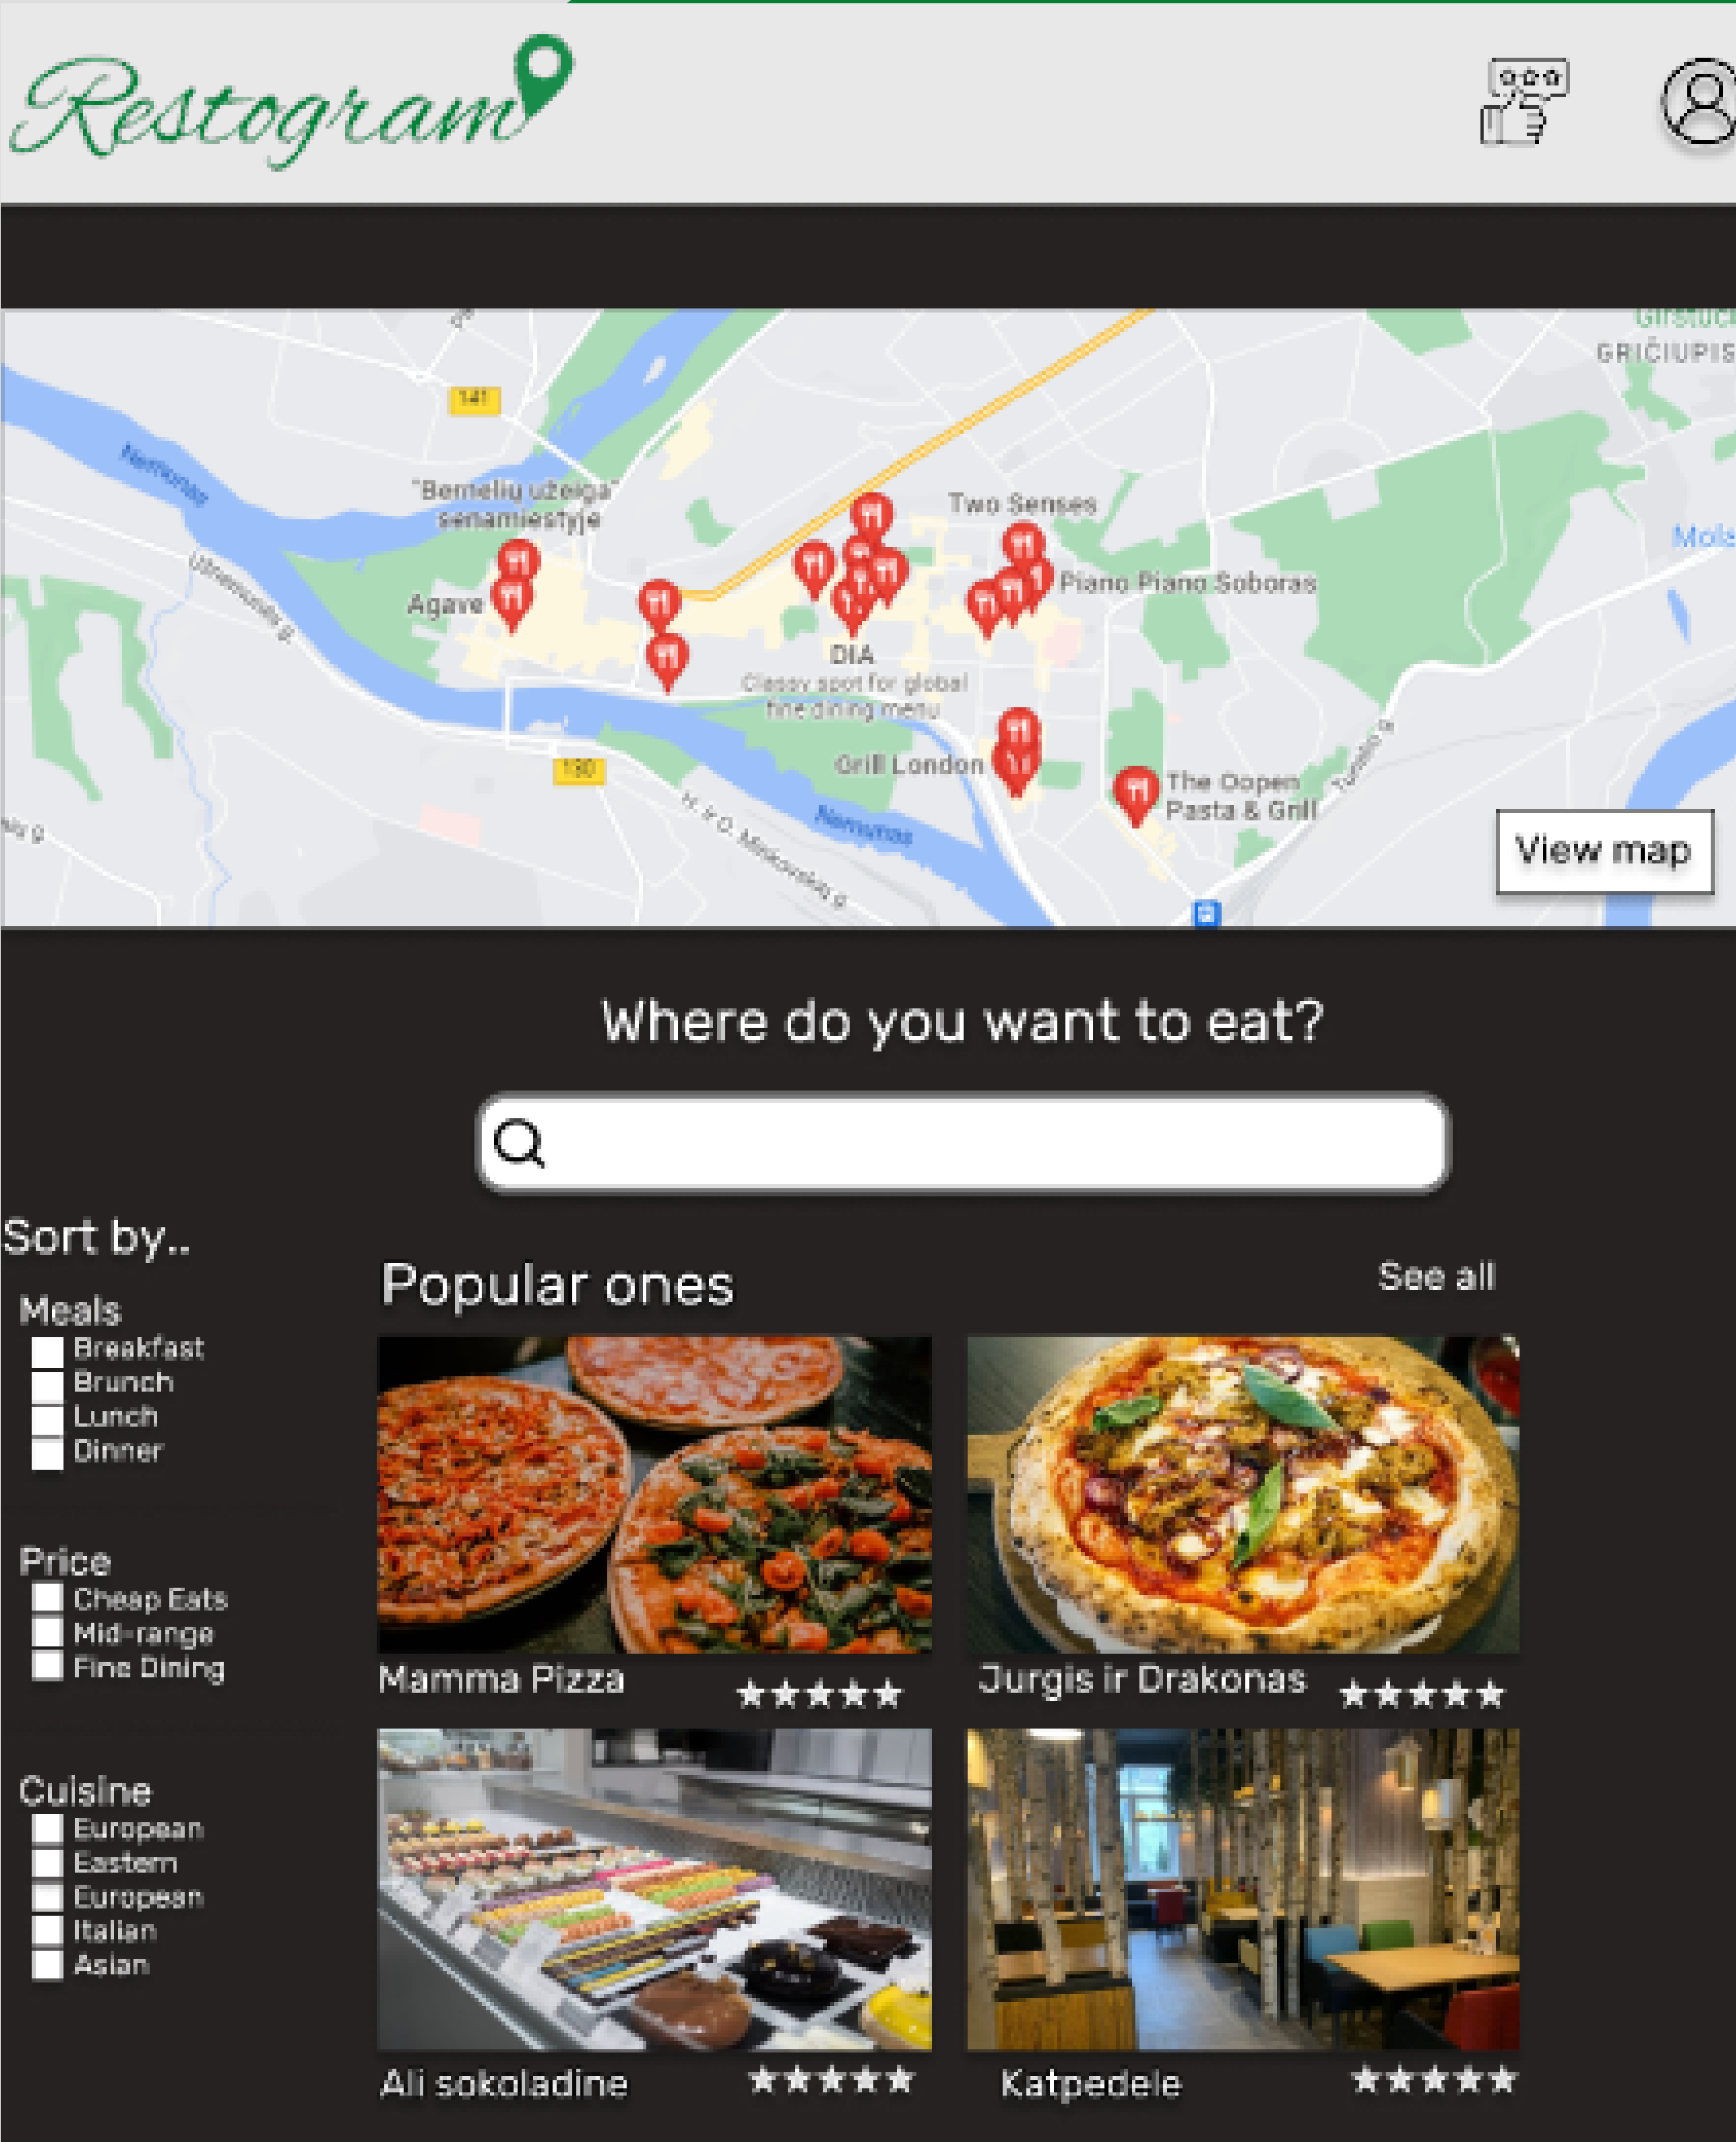 Restogram
GRIČIUPIS
141
Nemunas
"Bernelių užeiga"
senamiestyje
Two Senses
Agave
Piano Piano Soboras
DIA
Classy spot for global
fine dining menu
Grill London
130
The Dopen
Pasta & Grill
Nemunas
View map
Where do you want to eat?
Sort by..
Popular ones
See all
Meals
Breakfast
Brunch
Lunch
Dinner
Price
Cheap Eats
Mid-range
Fine Dining
Mamma Pizza
Jurgis ir Drakonas
Cuisine
European
Eastern
European
Italian
Asian
Ali sokoladine
Katpedele